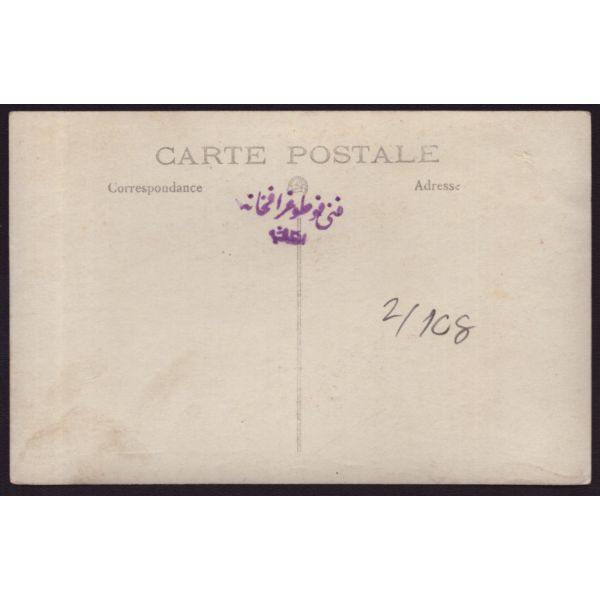 CARTE POSTALE
Correspondance
Adresse
فنی فوطوغرافخانه
2/108